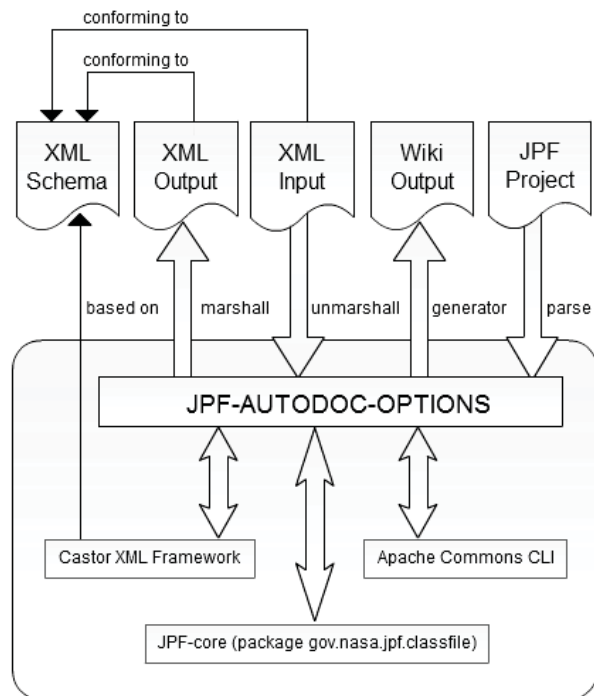 conforming to
conforming to
XML
Schema
XML
Output
XML
Input
Wiki
Output
JPF
Project
based on
marshall
unmarshall
generator
parse
JPF-AUTODOC-OPTIONS
Castor XML Framework
Apache Commons CLI
JPF-core (package gov.nasa.jpf.classfile)